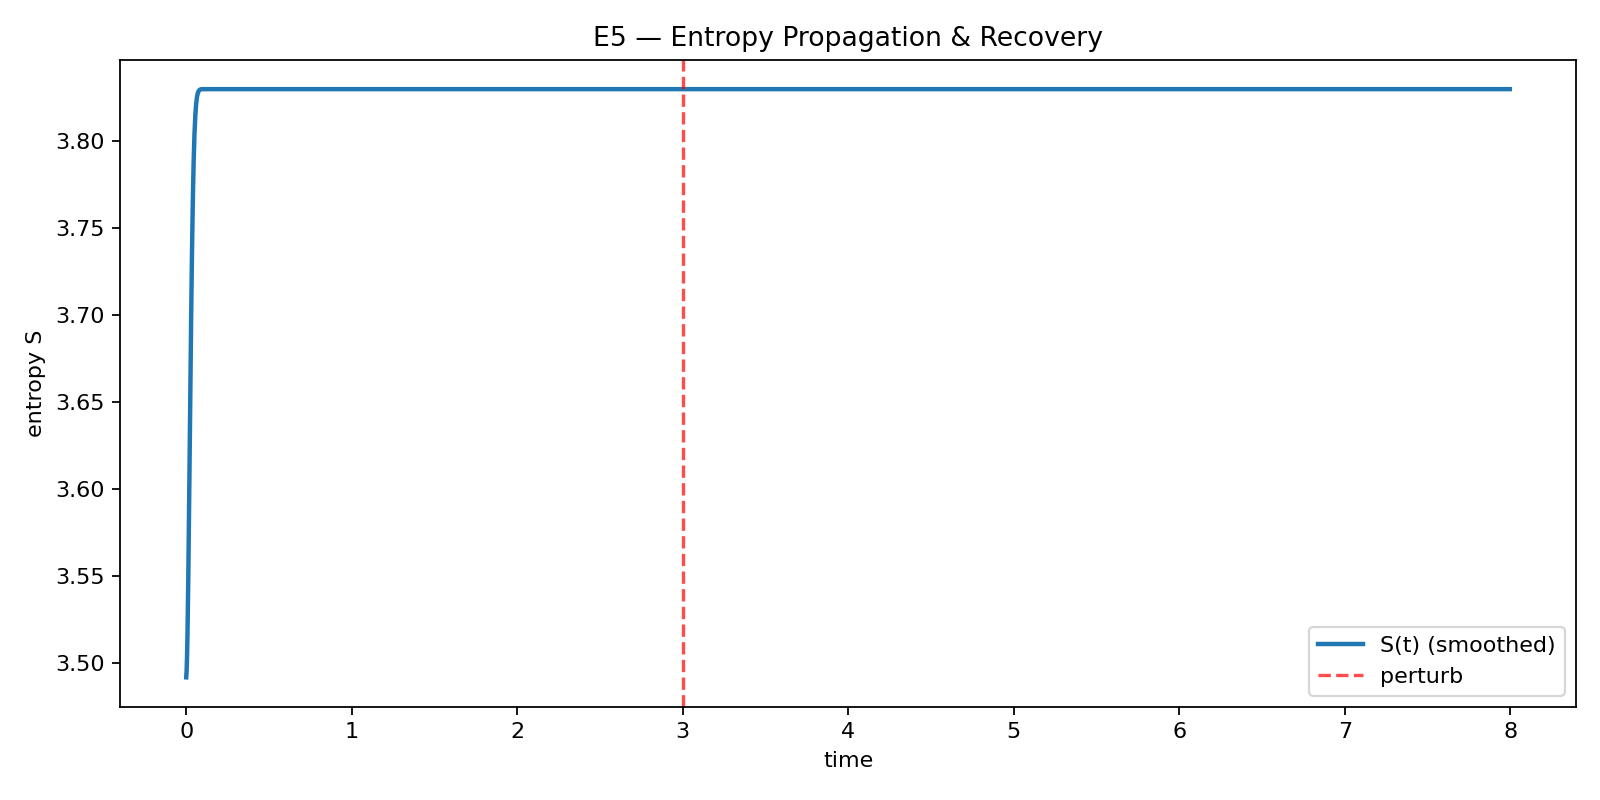 E5 — Entropy Propagation & Recovery
entropy S
3.80
3.75
3.70
3.65
3.60
3.55
3.50
S(t) (smoothed)
perturb
0 1 2 3 4 5 6 7 8
time